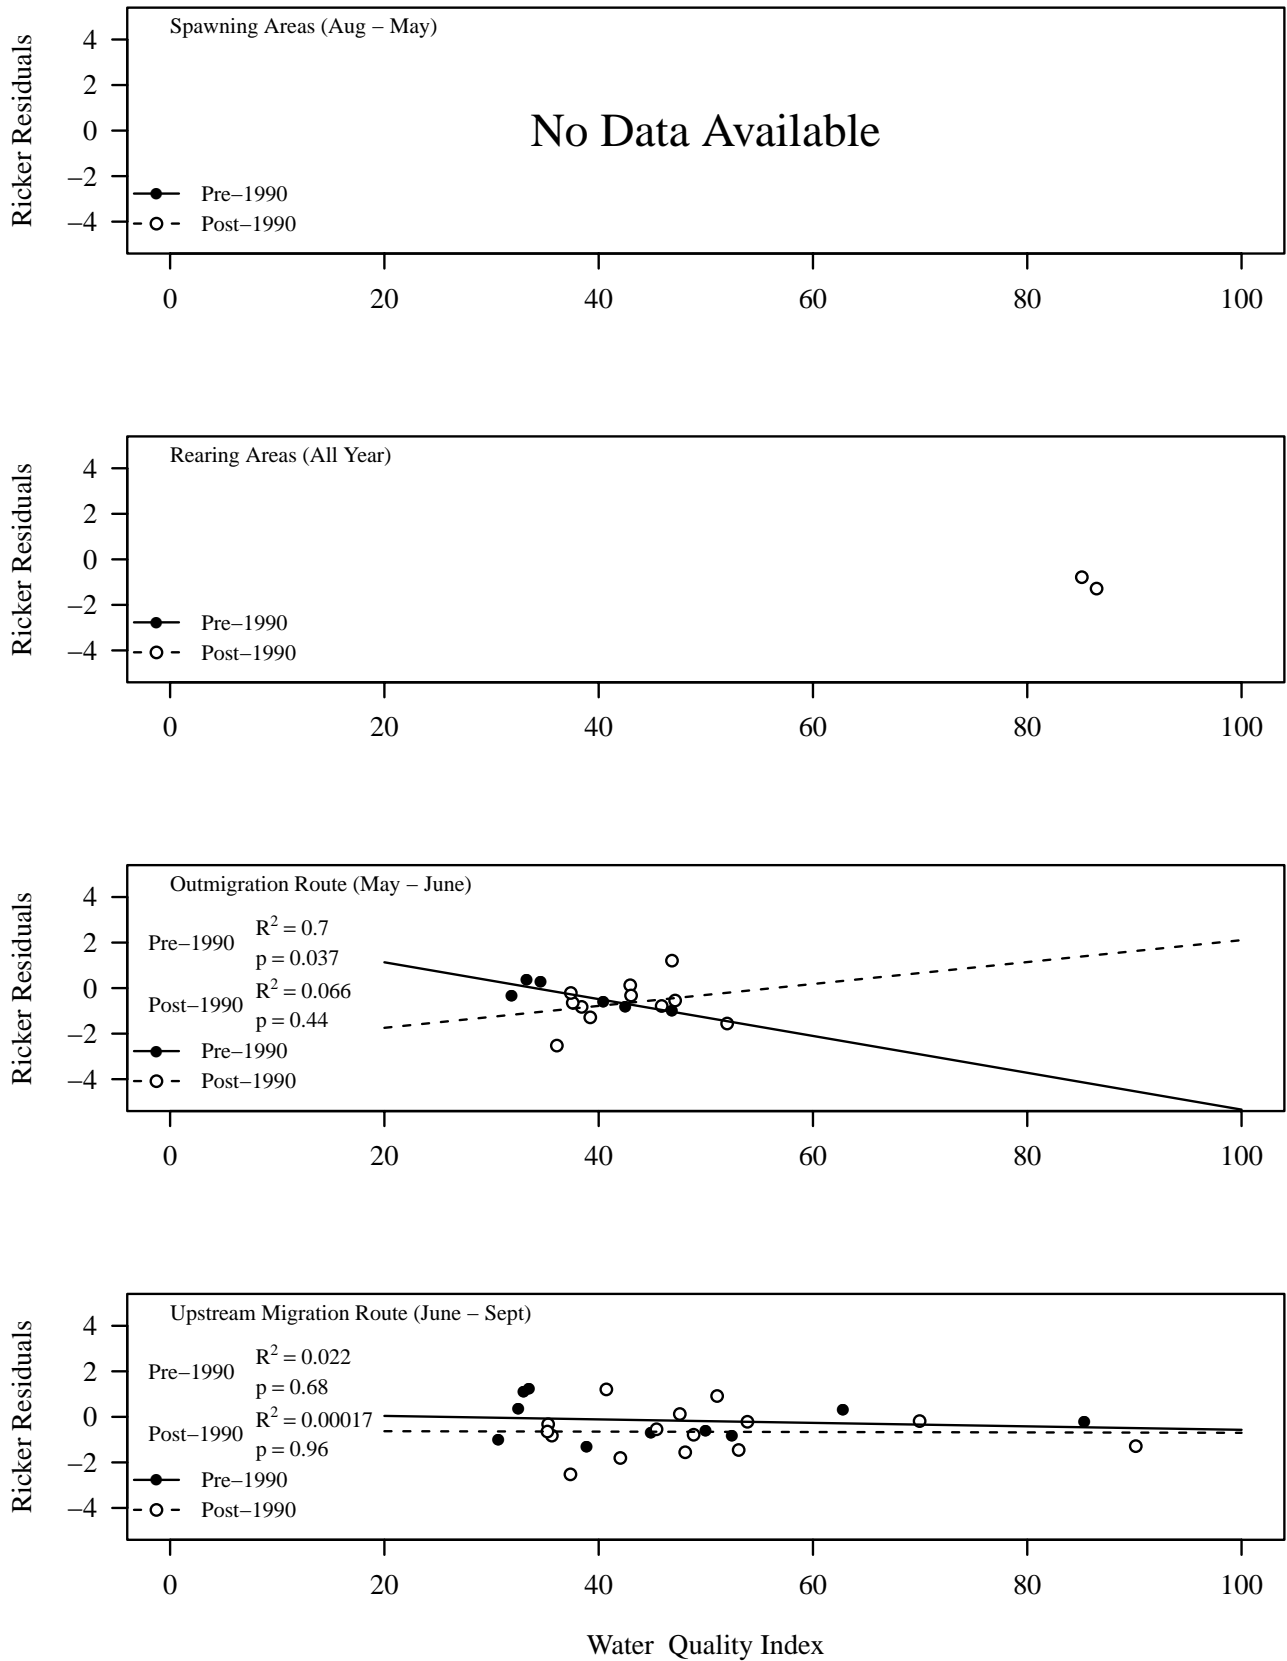 Spawning Areas (Aug – May)
Ricker Residuals
4
2
0
−2
−4
No Data Available
Pre−1990
Post−1990
0 20 40 60 80 100
Rearing Areas (All Year)
Ricker Residuals
4
2
0
−2
−4
Pre−1990
Post−1990
0 20 40 60 80 100
Outmigration Route (May – June)
Ricker Residuals
4
2
0
−2
−4
Pre−1990 R² = 0.7
p = 0.037
Post−1990 R² = 0.066
p = 0.44
Pre−1990
Post−1990
0 20 40 60 80 100
Upstream Migration Route (June – Sept)
Ricker Residuals
4
2
0
−2
−4
Pre−1990 R² = 0.022
p = 0.68
Post−1990 R² = 0.00017
p = 0.96
Pre−1990
Post−1990
0 20 40 60 80 100
Water Quality Index